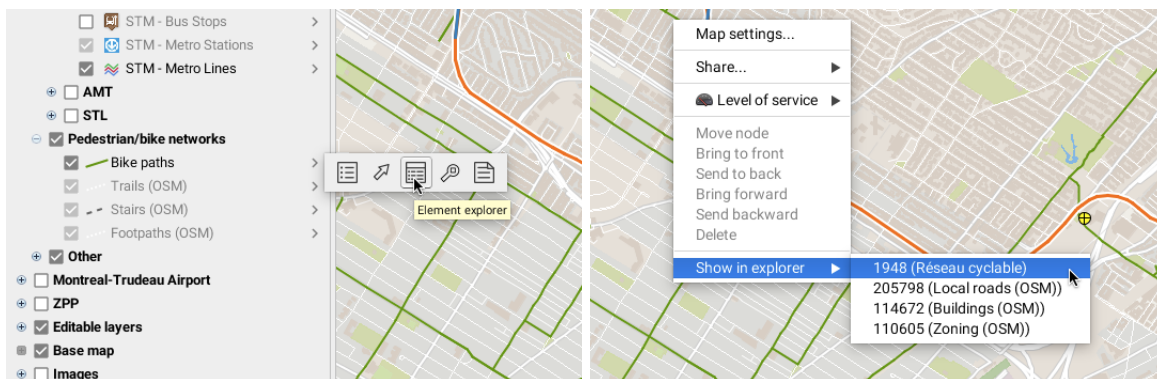 STM - Bus Stops
STM - Metro Stations
STM - Metro Lines
AMT
STL
Pedestrian/bike networks
Bike paths
Trails (OSM)
Stairs (OSM)
Footpaths (OSM)
Other
Montreal-Trudeau Airport
ZPP
Editable layers
Base map
Images
Element explorer
Map settings...
Share...
Level of service
Move node
Bring to front
Send to back
Bring forward
Send backward
Delete
Show in explorer
1948 (Réseau cyclable)
205798 (Local roads (OSM))
114672 (Buildings (OSM))
110605 (Zoning (OSM))